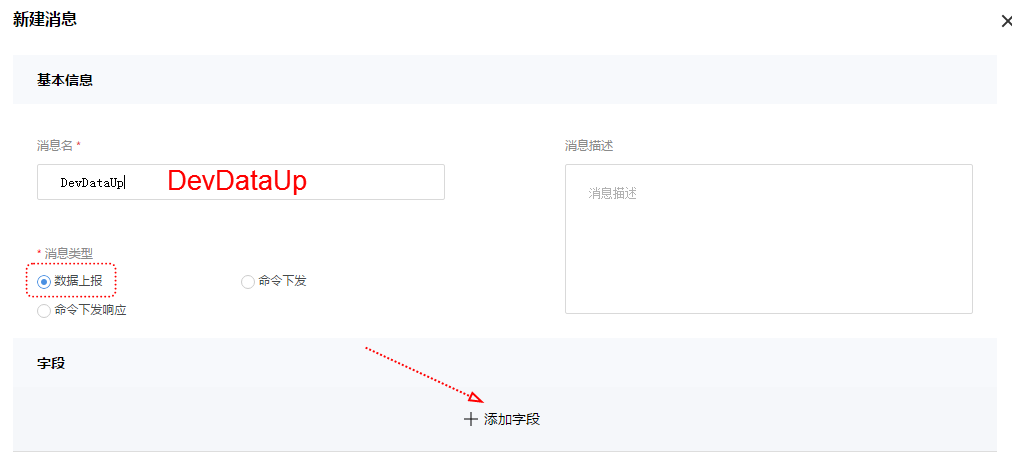 新建消息
基本信息
消息名 *
消息描述
DevDataUp
DevDataUp
消息描述
* 消息类型
数据上报
命令下发
命令下发响应
字段
添加字段